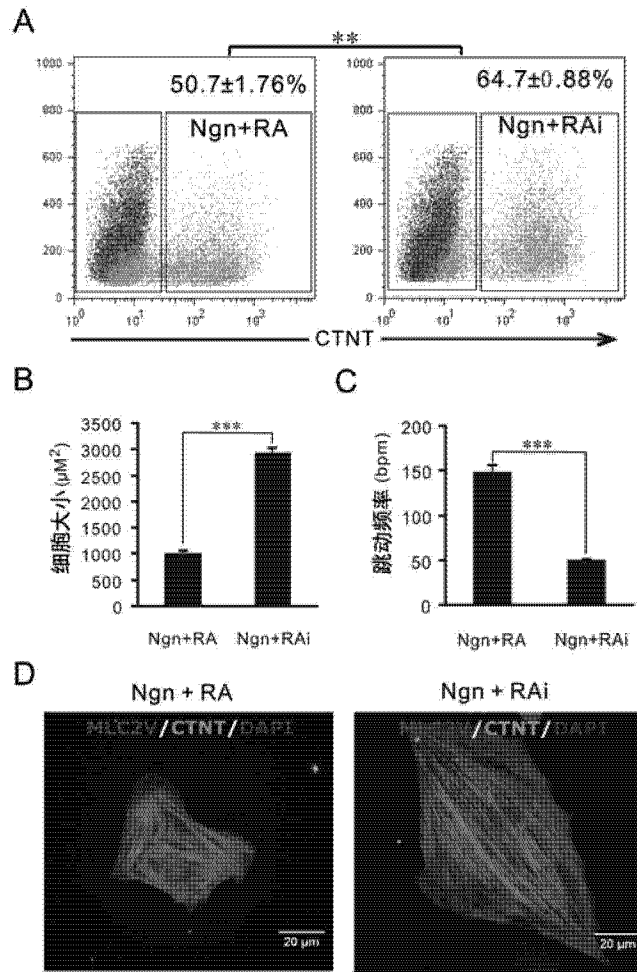 A
**
50.7±1.76%
64.7±0.88%
Ngn+RA
Ngn+RAi
1000
800
600
400
200
0
10⁰
10¹
10²
10³
1000
800
600
400
200
0
10⁰
10¹
10²
10³
CTNT
B
细胞大小 (μM²)
3500
3000
2500
2000
1500
1000
500
0
***
Ngn+RA
Ngn+RAi
C
跳动频率 (bpm)
200
150
100
50
0
***
Ngn+RA
Ngn+RAi
D
Ngn + RA
Ngn + RAi
MLC2V/CTNT/DAPI
/CTNT/
20 μm
20 μm